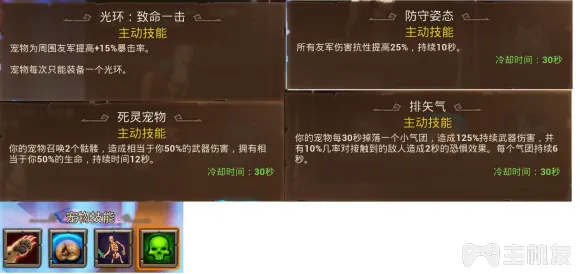 光环：致命一击
主动技能
宠物为周围友军提高+15%暴击率。
宠物每次只能装备一个光环。
防守姿态
主动技能
所有友军伤害抗性提高25%，持续10秒。
冷却时间：30秒
死灵宠物
主动技能
你的宠物召唤2个骷髅，造成相当于你50%的武器伤害，拥有相
当于你50%的生命，持续时间12秒。
冷却时间：30秒
排矢气
主动技能
你的宠物每30秒掉落一个小气团，造成125%持续武器伤害，并
有10%几率对接触到的敌人造成2秒的恐惧效果。每个气团持续6
秒。
冷却时间：30秒
宠物技能
主机友